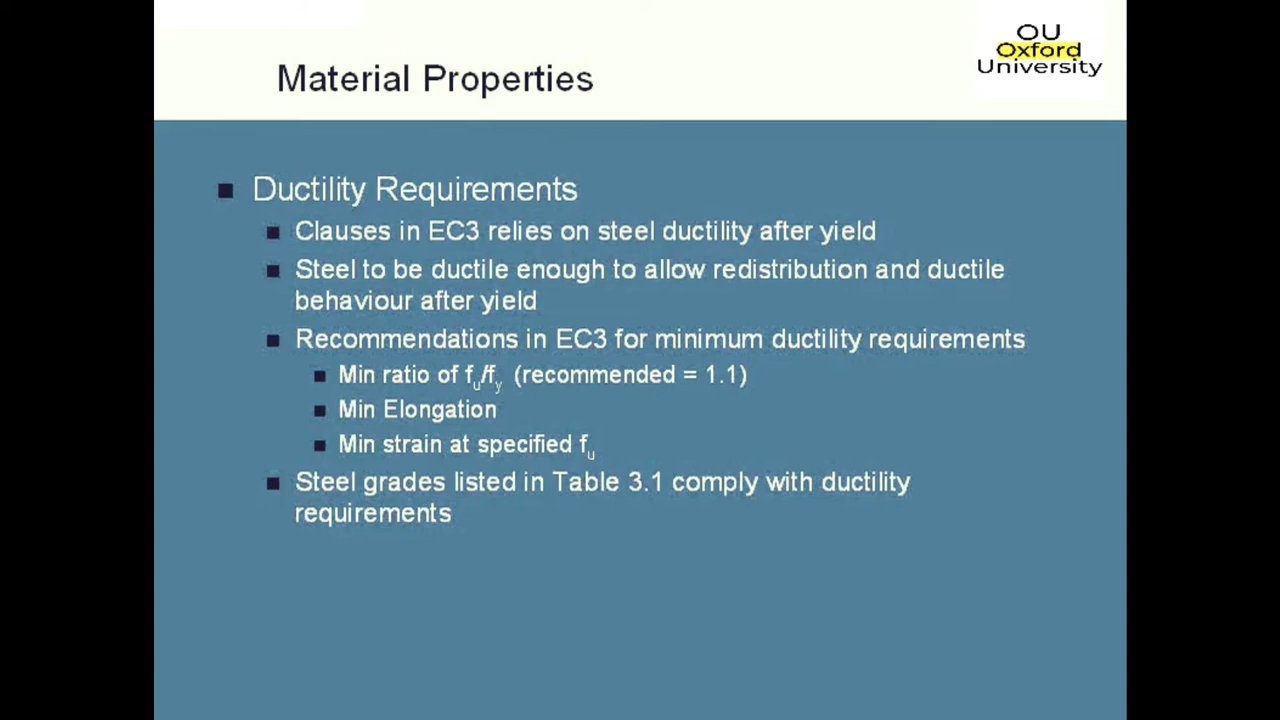 OU
Oxford
University
Material Properties
Ductility Requirements
Clauses in EC3 relies on steel ductility after yield
Steel to be ductile enough to allow redistribution and ductile
behaviour after yield
Recommendations in EC3 for minimum ductility requirements
Min ratio of fu/fy (recommended = 1.1)
Min Elongation
Min strain at specified fu
Steel grades listed in Table 3.1 comply with ductility
requirements